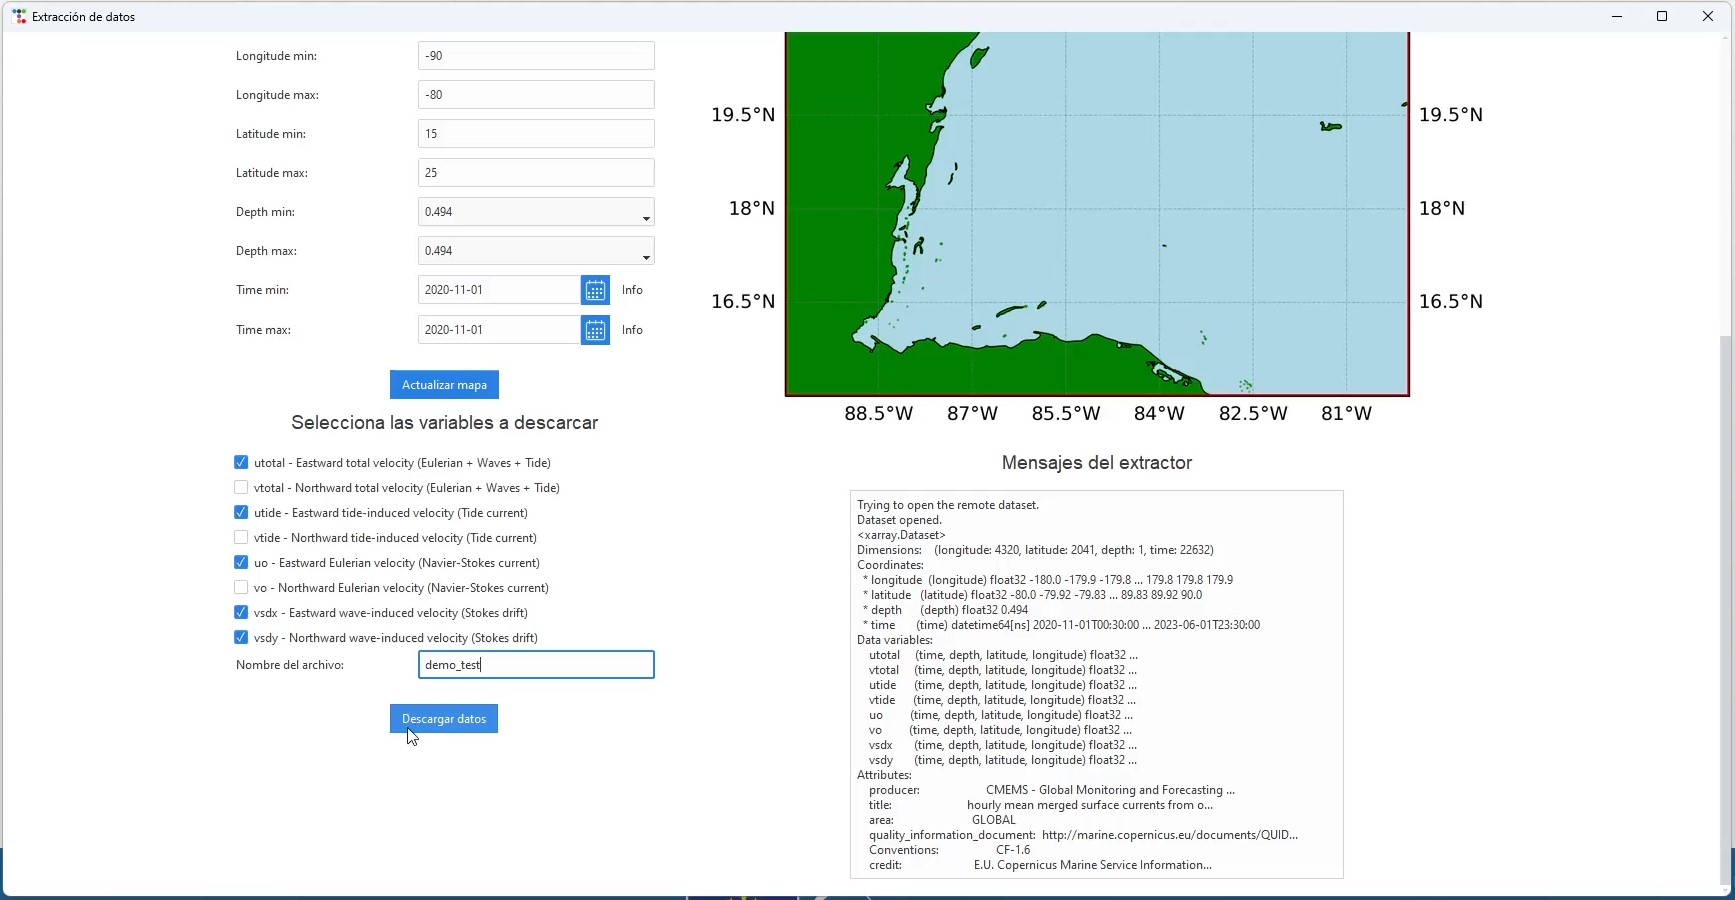 Extracción de datos
Longitude min: -90
Longitude max: -80
Latitude min: 15
Latitude max: 25
Depth min: 0.494
Depth max: 0.494
Time min: 2020-11-01 Info
Time max: 2020-11-01 Info
Actualizar mapa
Selecciona las variables a descarcar
utotal - Eastward total velocity (Eulerian + Waves + Tide)
vtotal - Northward total velocity (Eulerian + Waves + Tide)
utide - Eastward tide-induced velocity (Tide current)
vtide - Northward tide-induced velocity (Tide current)
uo - Eastward Eulerian velocity (Navier-Stokes current)
vo - Northward Eulerian velocity (Navier-Stokes current)
vsdx - Eastward wave-induced velocity (Stokes drift)
vsdy - Northward wave-induced velocity (Stokes drift)
Nombre del archivo: demo_test
Descargar datos
19.5°N 19.5°N
18°N 18°N
16.5°N 16.5°N
88.5°W 87°W 85.5°W 84°W 82.5°W 81°W
Mensajes del extractor
Trying to open the remote dataset.
Dataset opened.
<xarray.Dataset>
Dimensions: (longitude: 4320, latitude: 2041, depth: 1, time: 22632)
Coordinates:
* longitude (longitude) float32 -180.0 -179.9 -179.8 ... 179.8 179.8 179.9
* latitude (latitude) float32 -80.0 -79.92 -79.83 ... 89.83 89.92 90.0
* depth (depth) float32 0.494
* time (time) datetime64[ns] 2020-11-01T00:30:00 ... 2023-06-01T23:30:00
Data variables:
utotal (time, depth, latitude, longitude) float32 ...
vtotal (time, depth, latitude, longitude) float32 ...
utide (time, depth, latitude, longitude) float32 ...
vtide (time, depth, latitude, longitude) float32 ...
uo (time, depth, latitude, longitude) float32 ...
vo (time, depth, latitude, longitude) float32 ...
vsdx (time, depth, latitude, longitude) float32 ...
vsdy (time, depth, latitude, longitude) float32 ...
Attributes:
producer: CMEMS - Global Monitoring and Forecasting ...
title: hourly mean merged surface currents from o...
area: GLOBAL
quality_information_document: http://marine.copernicus.eu/documents/QUID...
Conventions: CF-1.6
credit: E.U. Copernicus Marine Service Information...